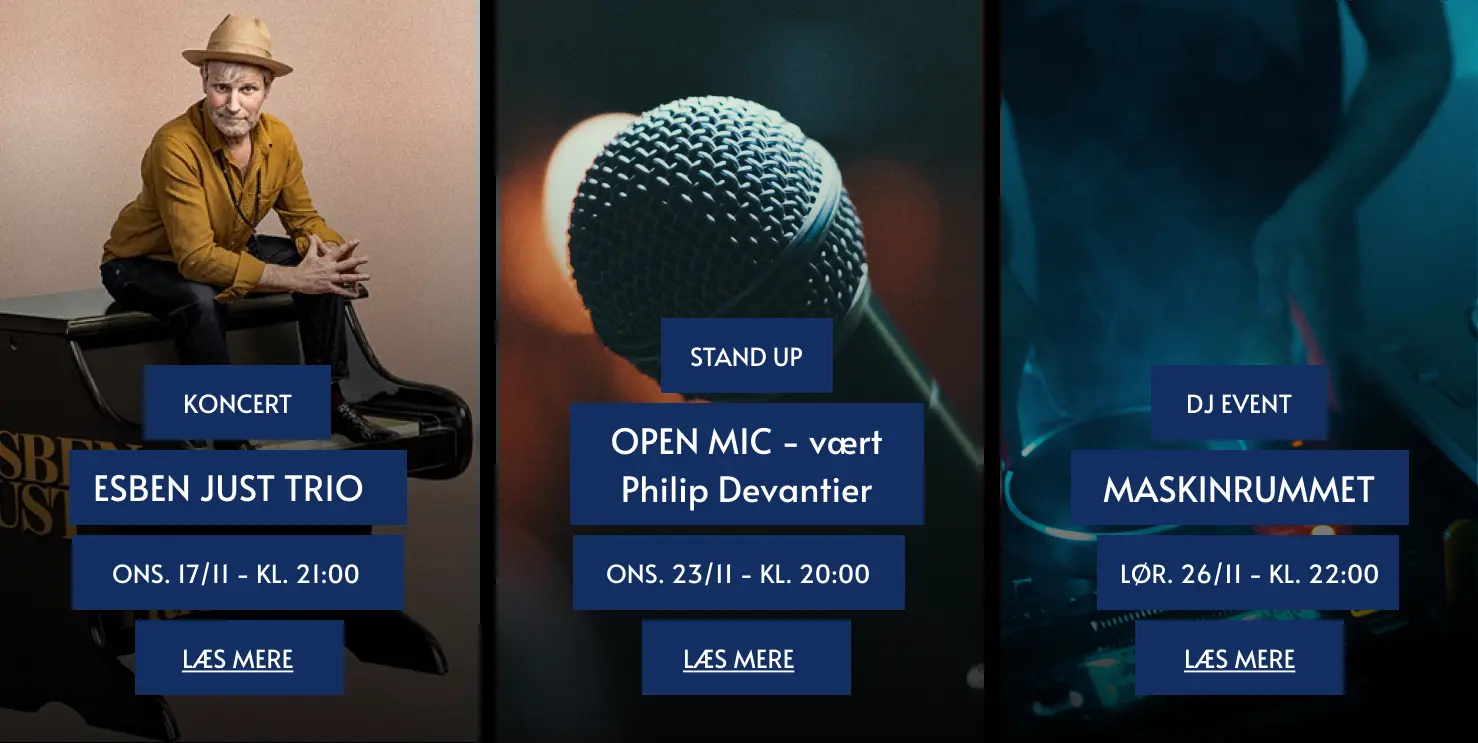 KONCERT
ESBEN JUST TRIO
ONS. 17/11 - KL. 21:00
LÆS MERE
STAND UP
OPEN MIC - vært
Philip Devantier
ONS. 23/11 - KL. 20:00
LÆS MERE
DJ EVENT
MASKINRUMMET
LØR. 26/11 - KL. 22:00
LÆS MERE